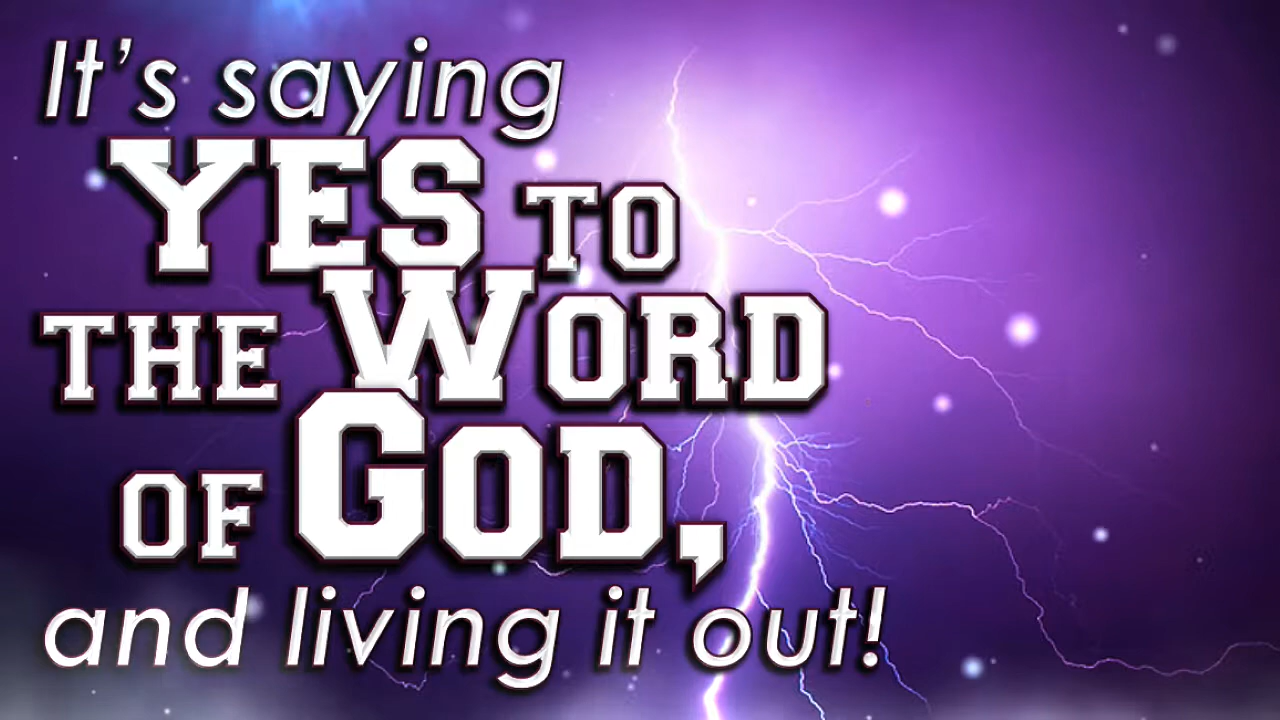 It's saying
YES TO
THE WORD
OF GOD,
and living it out!